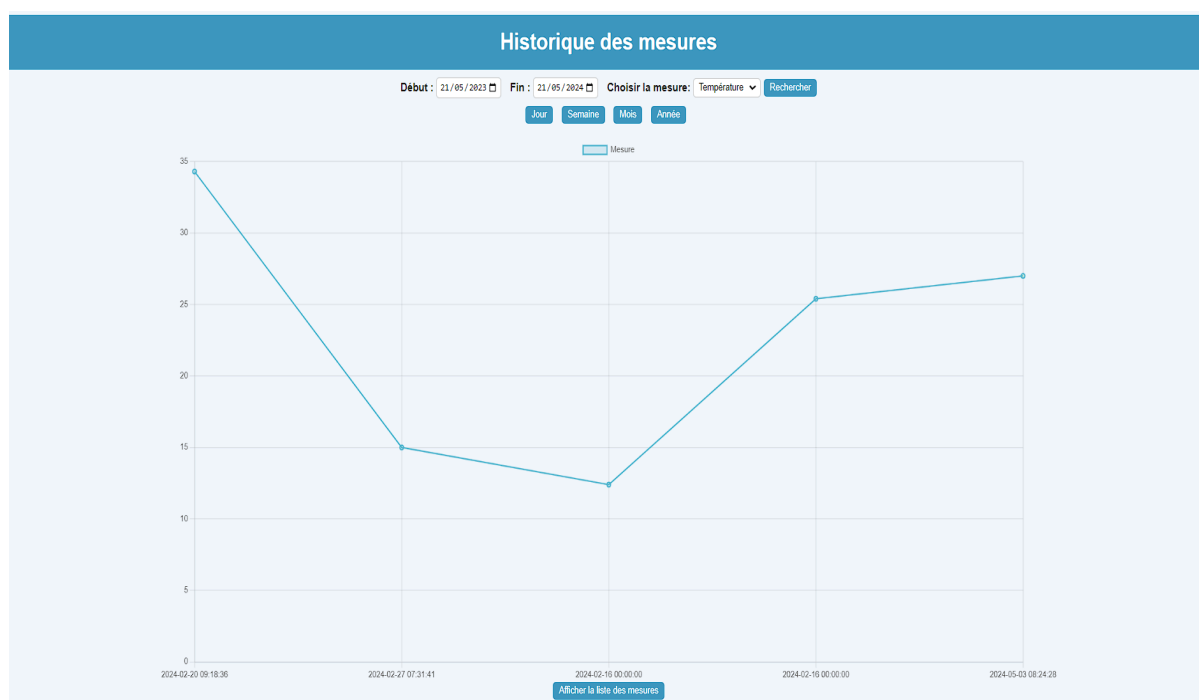 Historique des mesures
Début : 21/05/2023 Fin : 21/05/2024 Choisir la mesure: Température Rechercher
Jour Semaine Mois Année
Mesure
35
30
25
20
15
10
5
0
2024-02-20 09:18:36 2024-02-27 07:31:41 2024-02-16 00:00:00 2024-02-16 00:00:00 2024-05-03 08:24:28
Afficher la liste des mesures